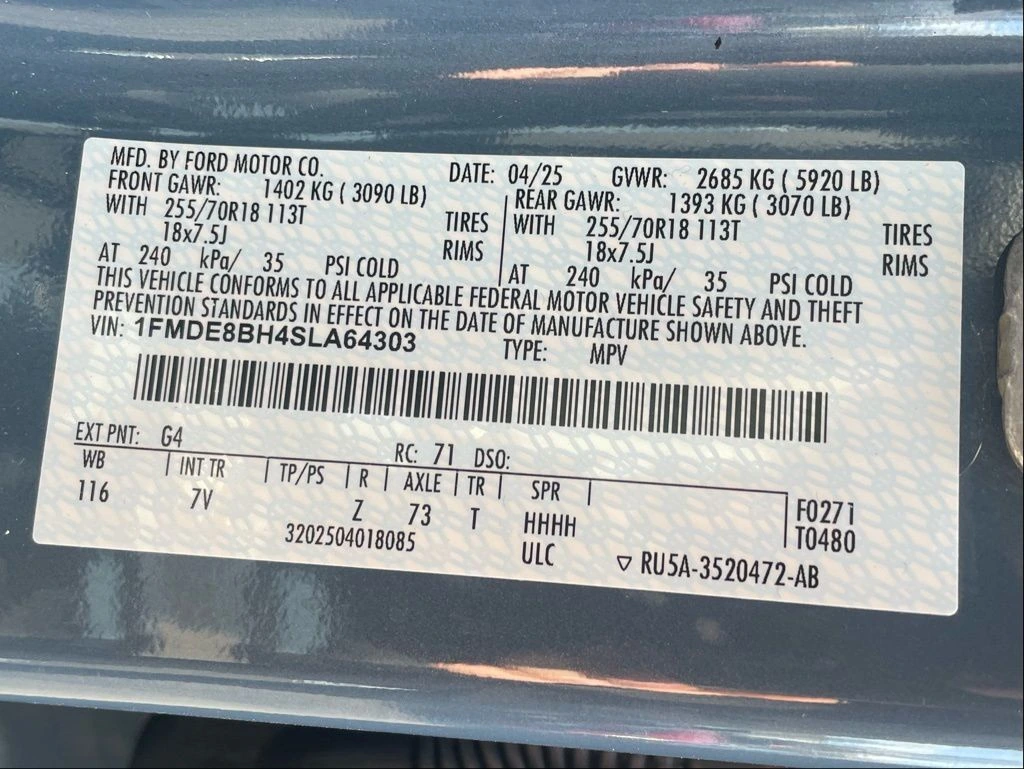 MFD. BY FORD MOTOR CO. DATE: 04/25 GVWR: 2685 KG ( 5920 LB)
FRONT GAWR: 1402 KG ( 3090 LB) REAR GAWR: 1393 KG ( 3070 LB)
WITH 255/70R18 113T TIRES WITH 255/70R18 113T TIRES
18x7.5J RIMS 18x7.5J RIMS
AT 240 kPa/ 35 PSI COLD AT 240 kPa/ 35 PSI COLD
THIS VEHICLE CONFORMS TO ALL APPLICABLE FEDERAL MOTOR VEHICLE SAFETY AND THEFT
PREVENTION STANDARDS IN EFFECT ON THE DATE OF MANUFACTURE SHOWN ABOVE.
VIN: 1FMDE8BH4SLA64303 TYPE: MPV
EXT PNT: G4 RC: 71 DSO:
WB INT TR TP/PS R AXLE TR SPR
116 7V Z 73 T HHHH F0271
3202504018085 ULC T0480
▽ RU5A-3520472-AB